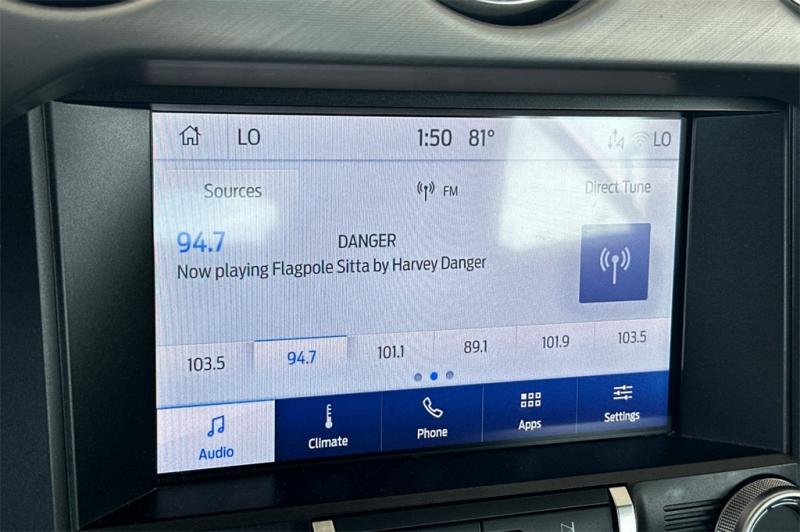 LO 1:50 81° LO
Sources FM Direct Tune
94.7 DANGER
Now playing Flagpole Sitta by Harvey Danger
103.5 94.7 101.1 89.1 101.9 103.5
Audio Climate Phone Apps Settings